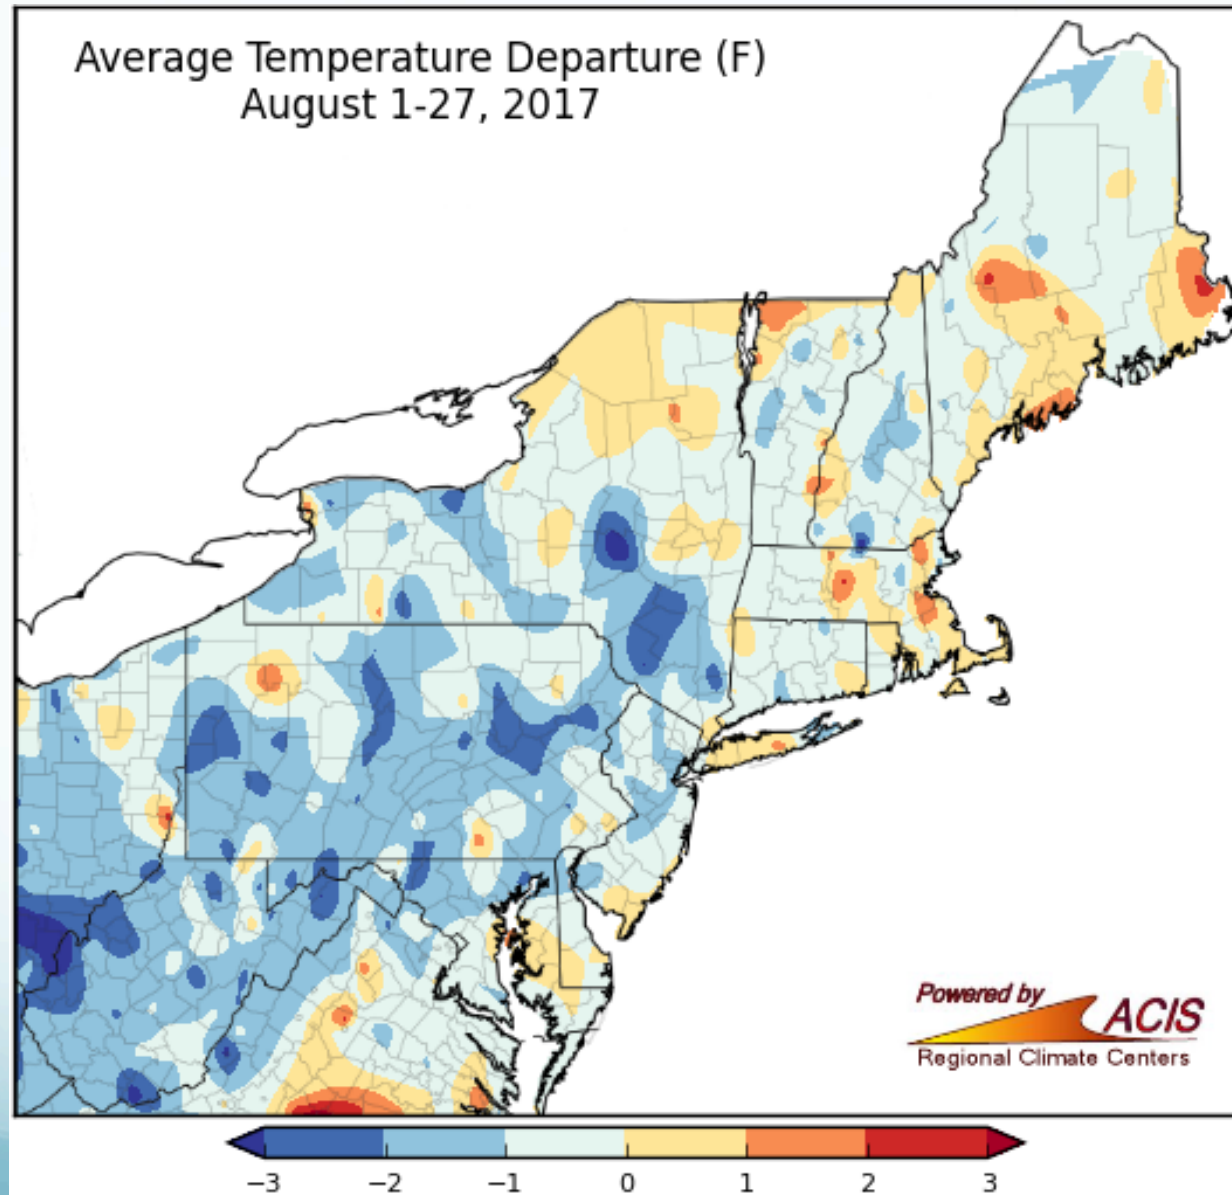 Average Temperature Departure (F)
August 1-27, 2017
Powered by
ACIS
Regional Climate Centers
−3 −2 −1 0 1 2 3